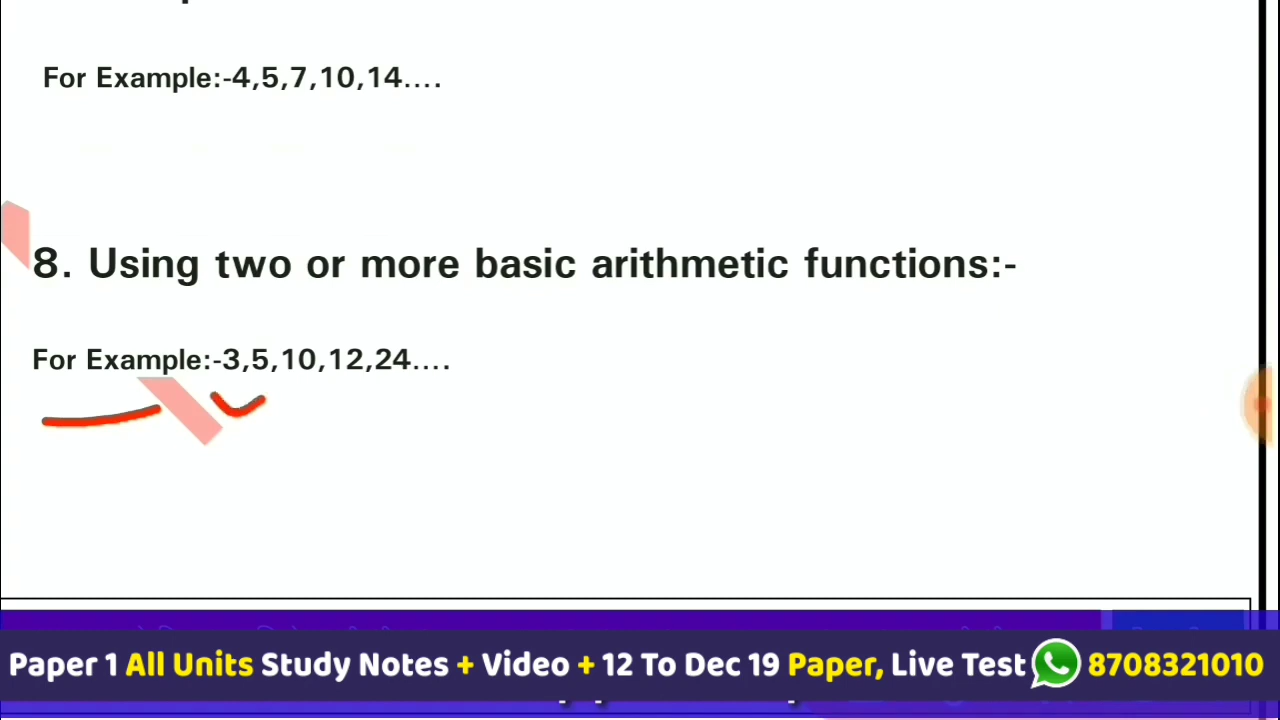 For Example:-4,5,7,10,14....
8. Using two or more basic arithmetic functions:-
For Example:-3,5,10,12,24....
Paper 1 All Units Study Notes + Video + 12 To Dec 19 Paper, Live Test 8708321010